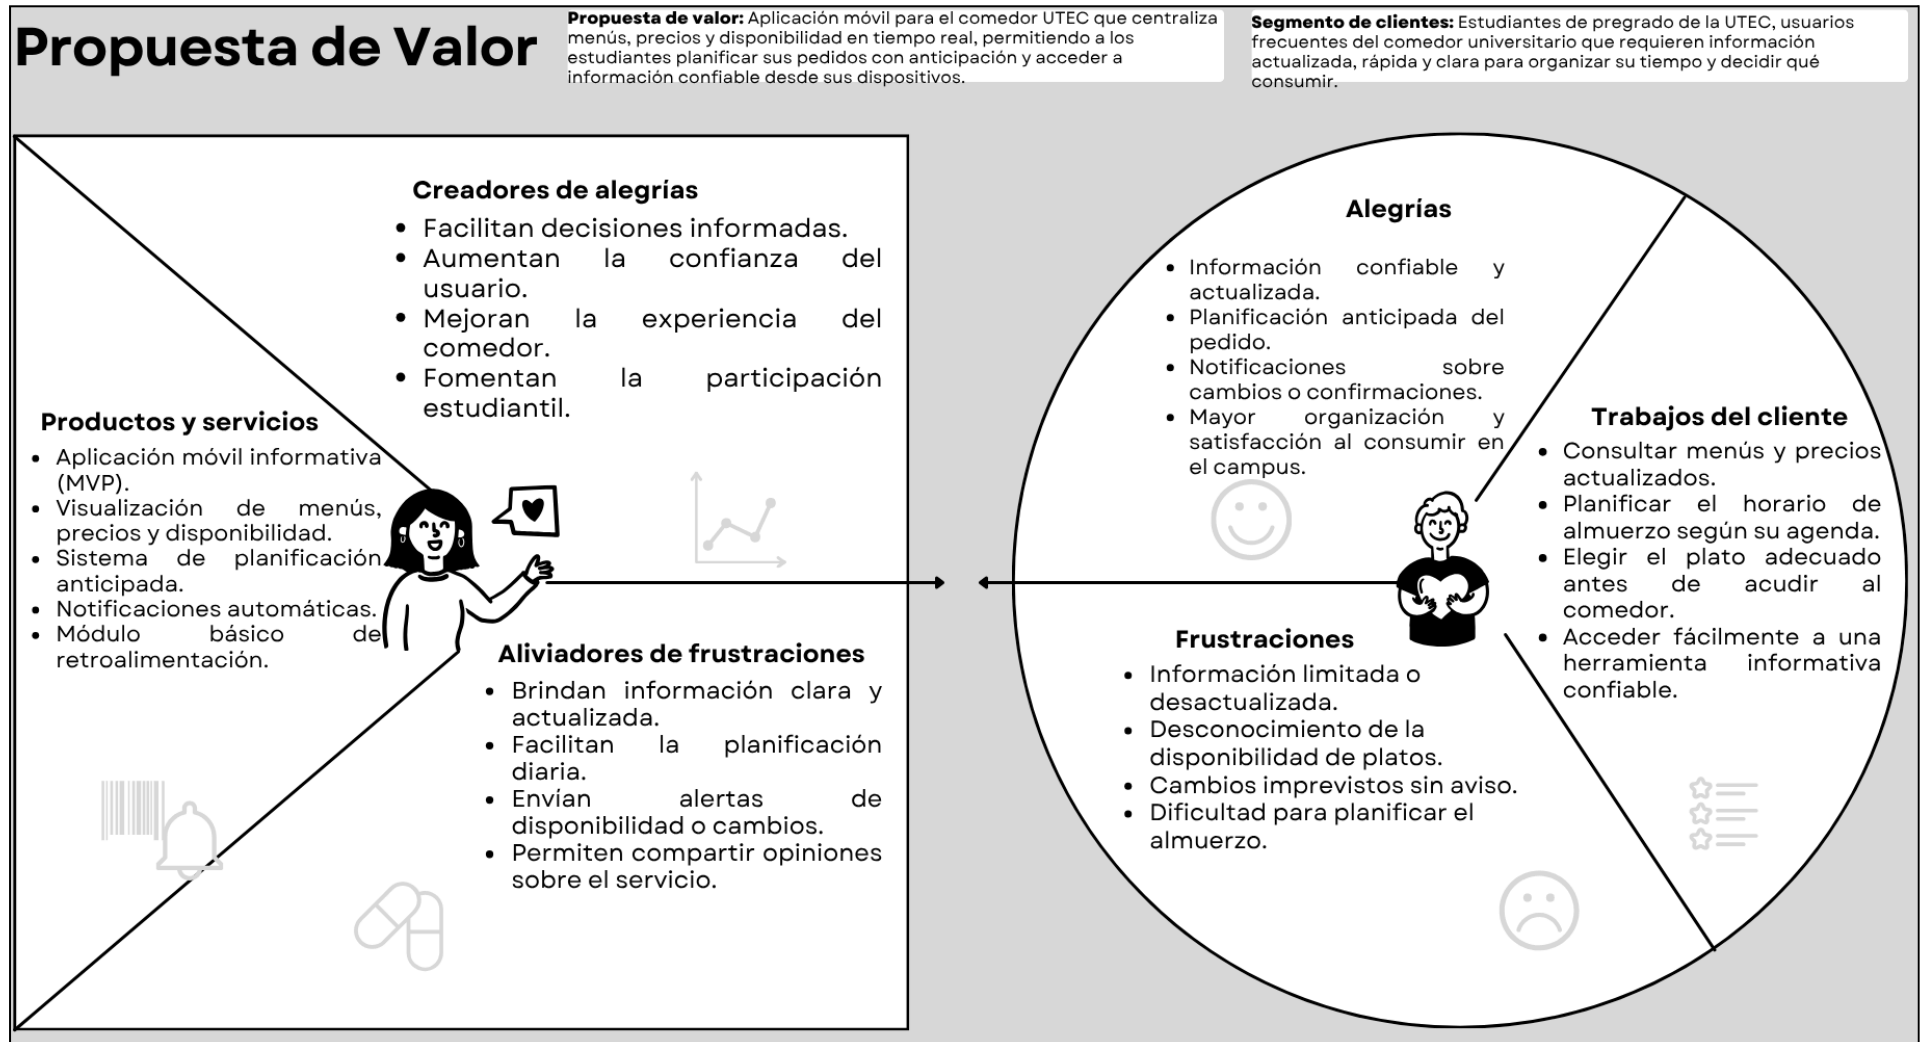 Propuesta de Valor
Propuesta de valor: Aplicación móvil para el comedor UTEC que centraliza
menús, precios y disponibilidad en tiempo real, permitiendo a los
estudiantes planificar sus pedidos con anticipación y acceder a
información confiable desde sus dispositivos.
Segmento de clientes: Estudiantes de pregrado de la UTEC, usuarios
frecuentes del comedor universitario que requieren información
actualizada, rápida y clara para organizar su tiempo y decidir qué
consumir.
Creadores de alegrías
• Facilitan decisiones informadas.
• Aumentan la confianza del
usuario.
• Mejoran la experiencia del
comedor.
• Fomentan la participación
estudiantil.
Productos y servicios
• Aplicación móvil informativa
(MVP).
• Visualización de menús,
precios y disponibilidad.
• Sistema de planificación
anticipada.
• Notificaciones automáticas.
• Módulo básico de
retroalimentación.
Aliviadores de frustraciones
• Brindan información clara y
actualizada.
• Facilitan la planificación
diaria.
• Envían alertas de
disponibilidad o cambios.
• Permiten compartir opiniones
sobre el servicio.
Alegrías
• Información confiable y
actualizada.
• Planificación anticipada del
pedido.
• Notificaciones sobre
cambios o confirmaciones.
• Mayor organización y
satisfacción al consumir en
el campus.
Trabajos del cliente
• Consultar menús y precios
actualizados.
• Planificar el horario de
almuerzo según su agenda.
• Elegir el plato adecuado
antes de acudir al
comedor.
• Acceder fácilmente a una
herramienta informativa
confiable.
Frustraciones
• Información limitada o
desactualizada.
• Desconocimiento de la
disponibilidad de platos.
• Cambios imprevistos sin aviso.
• Dificultad para planificar el
almuerzo.